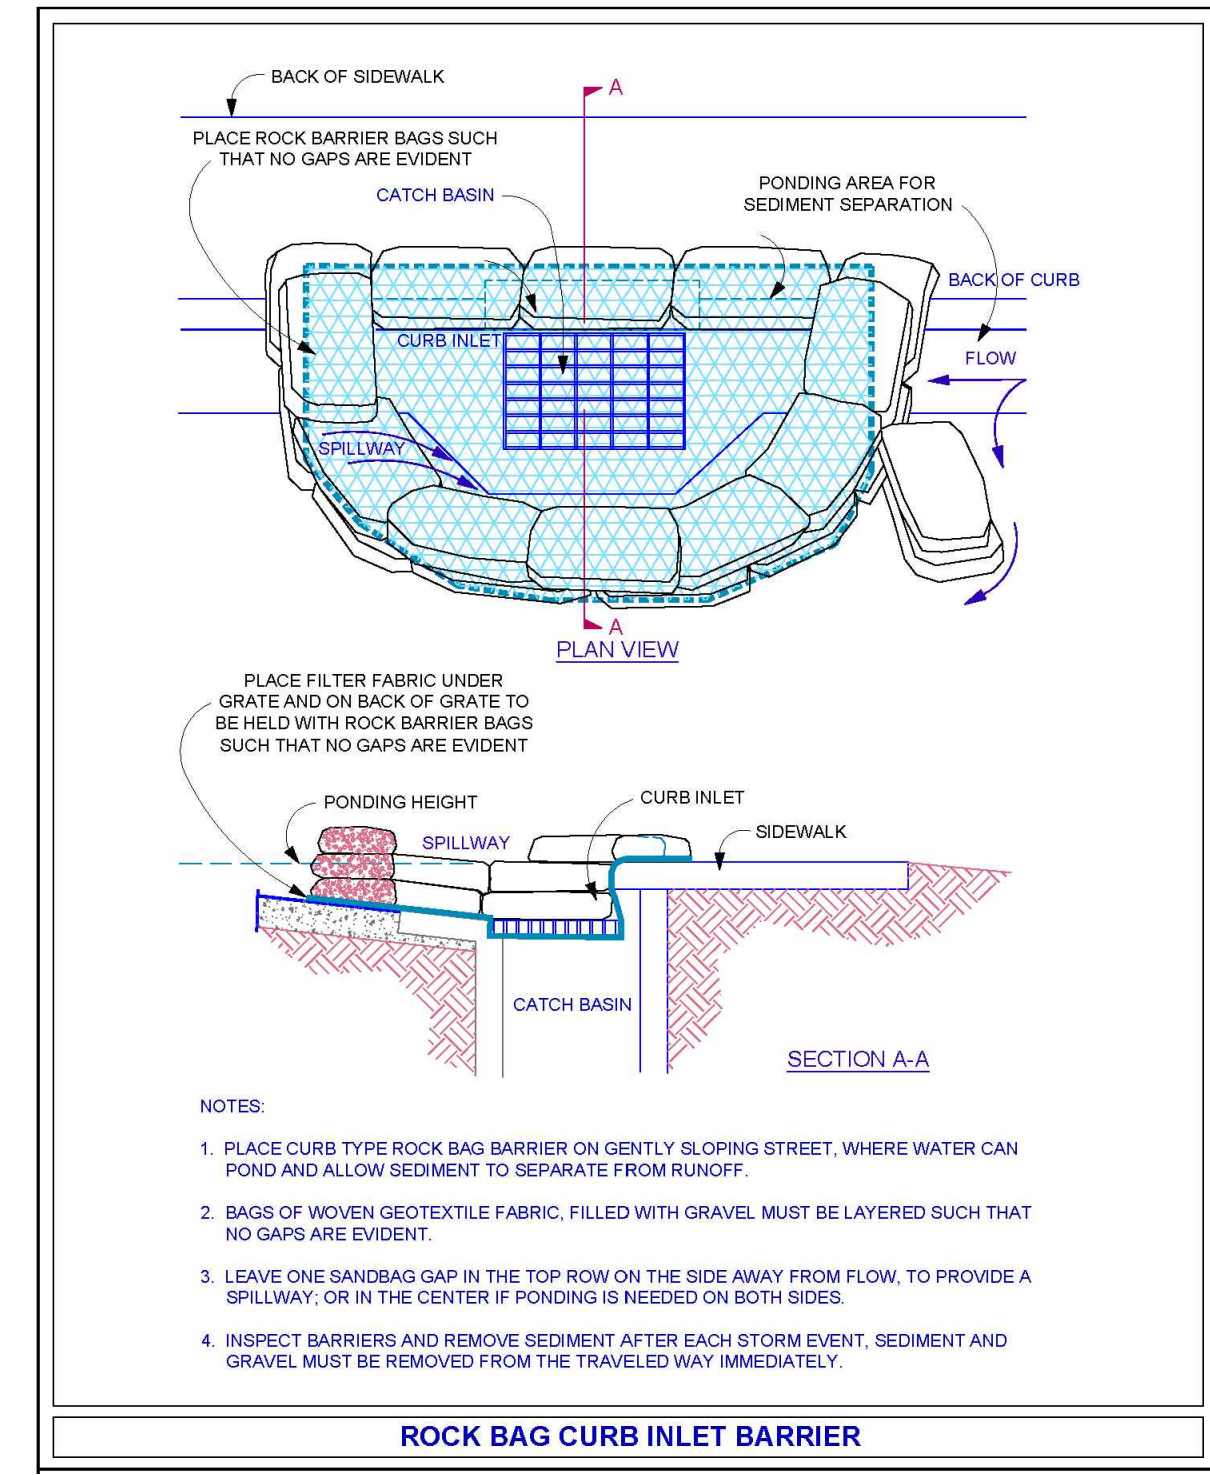 BACK OF SIDEWALK
A
PLACE ROCK BARRIER BAGS SUCH
THAT NO GAPS ARE EVIDENT
CATCH BASIN
PONDING AREA FOR
SEDIMENT SEPARATION
BACK OF CURB
CURB INLET
FLOW
SPILLWAY
A
PLAN VIEW
PLACE FILTER FABRIC UNDER
GRATE AND ON BACK OF GRATE TO
BE HELD WITH ROCK BARRIER BAGS
SUCH THAT NO GAPS ARE EVIDENT
PONDING HEIGHT
CURB INLET
SPILLWAY
SIDEWALK
CATCH BASIN
SECTION A-A
NOTES:
1. PLACE CURB TYPE ROCK BAG BARRIER ON GENTLY SLOPING STREET, WHERE WATER CAN
POND AND ALLOW SEDIMENT TO SEPARATE FROM RUNOFF.
2. BAGS OF WOVEN GEOTEXTILE FABRIC, FILLED WITH GRAVEL MUST BE LAYERED SUCH THAT
NO GAPS ARE EVIDENT.
3. LEAVE ONE SANDBAG GAP IN THE TOP ROW ON THE SIDE AWAY FROM FLOW, TO PROVIDE A
SPILLWAY; OR IN THE CENTER IF PONDING IS NEEDED ON BOTH SIDES.
4. INSPECT BARRIERS AND REMOVE SEDIMENT AFTER EACH STORM EVENT, SEDIMENT AND
GRAVEL MUST BE REMOVED FROM THE TRAVELED WAY IMMEDIATELY.
ROCK BAG CURB INLET BARRIER